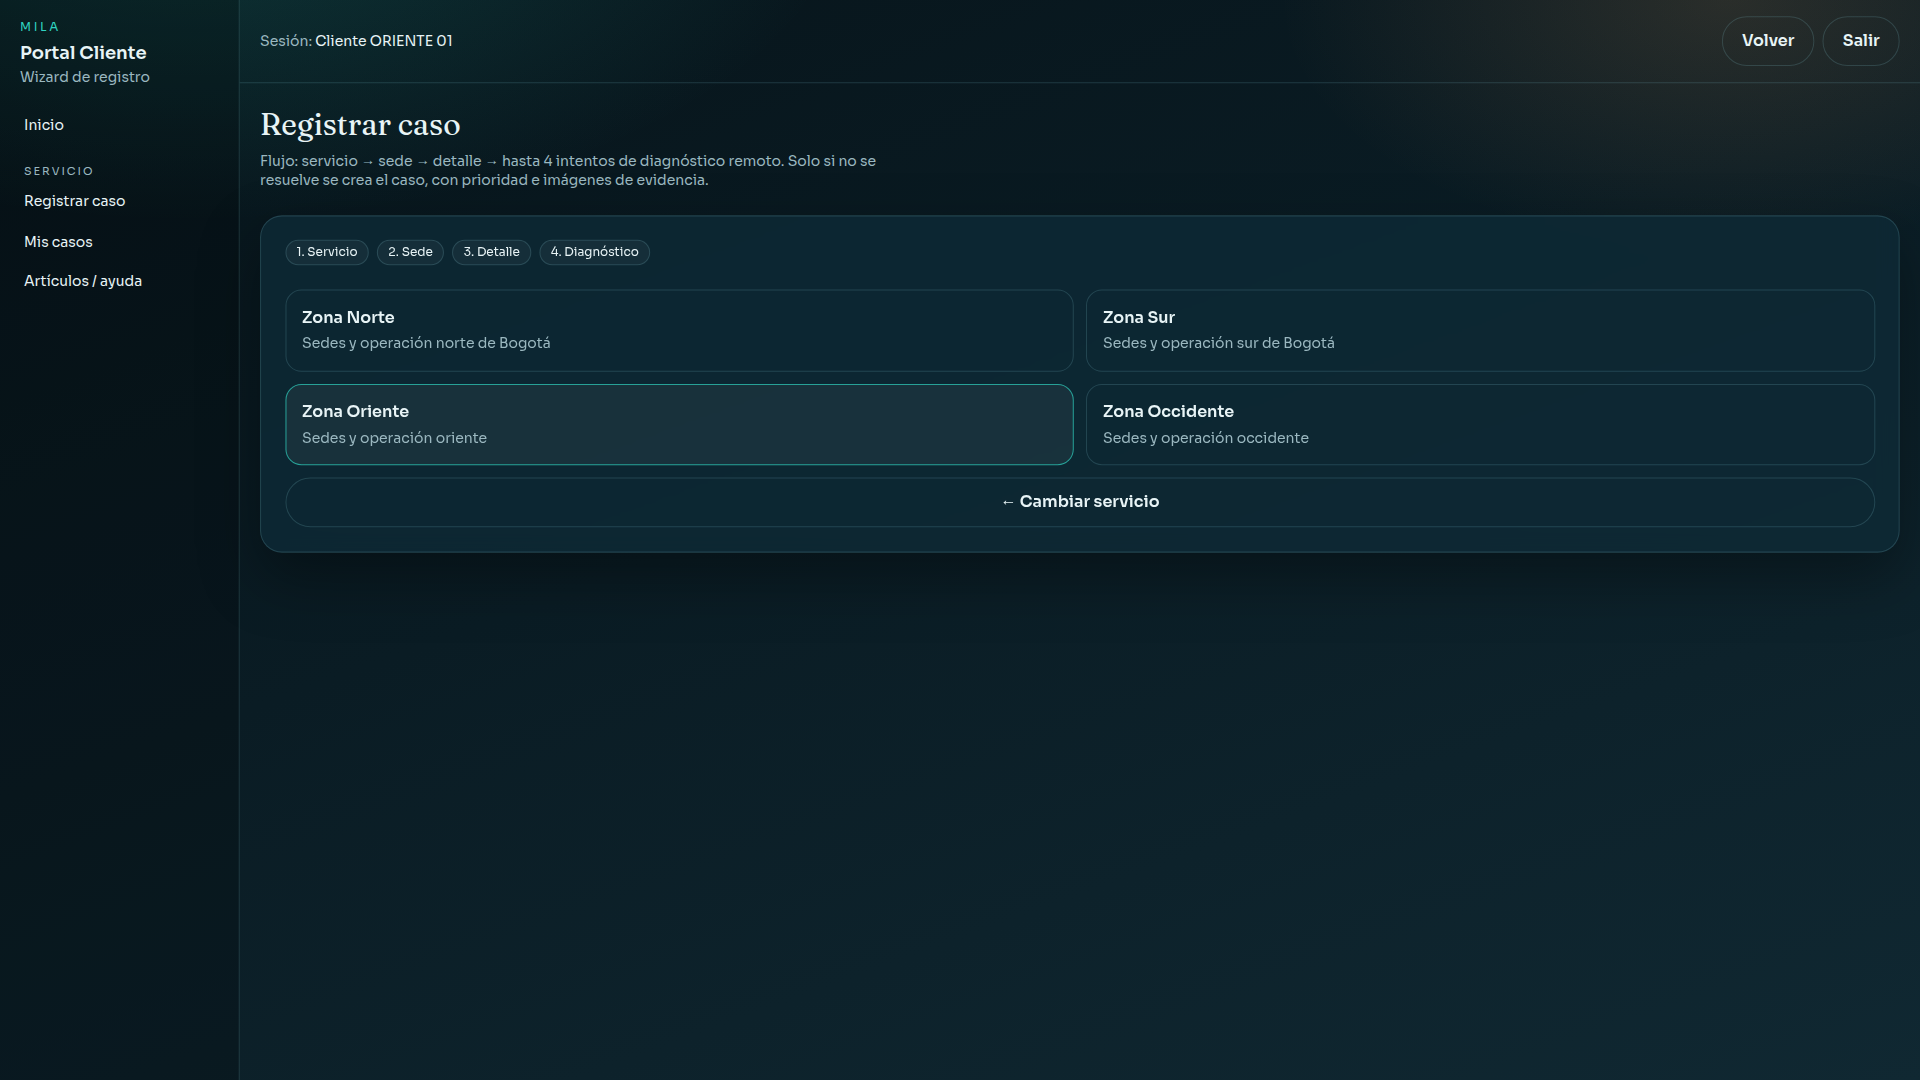 MILA
Portal Cliente
Wizard de registro
Inicio
SERVICIO
Registrar caso
Mis casos
Artículos / ayuda
Sesión: Cliente ORIENTE 01
Volver
Salir
Registrar caso
Flujo: servicio → sede → detalle → hasta 4 intentos de diagnóstico remoto. Solo si no se
resuelve se crea el caso, con prioridad e imágenes de evidencia.
1. Servicio
2. Sede
3. Detalle
4. Diagnóstico
Zona Norte
Sedes y operación norte de Bogotá
Zona Sur
Sedes y operación sur de Bogotá
Zona Oriente
Sedes y operación oriente
Zona Occidente
Sedes y operación occidente
← Cambiar servicio